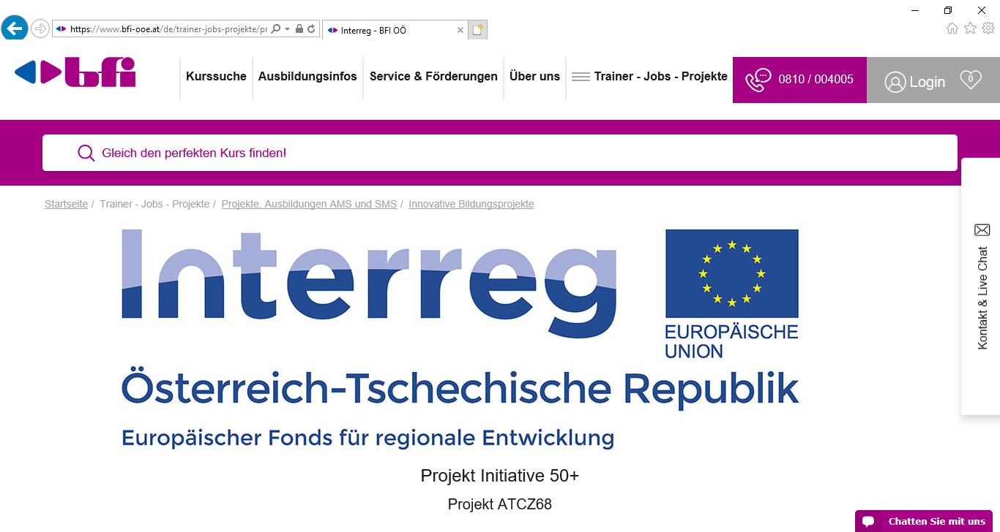 https://www.bfi-ooe.at/de/trainer-jobs-projekte/pr
Interreg - BFI OÖ
bfi
Kurssuche
Ausbildungsinfos
Service & Förderungen
Über uns
Trainer - Jobs - Projekte
0810 / 004005
Login
0
Gleich den perfekten Kurs finden!
Startseite / Trainer - Jobs - Projekte / Projekte, Ausbildungen AMS und SMS / Innovative Bildungsprojekte
Interreg
EUROPÄISCHE
UNION
Österreich-Tschechische Republik
Europäischer Fonds für regionale Entwicklung
Projekt Initiative 50+
Projekt ATCZ68
Kontakt & Live Chat
Chatten Sie mit uns